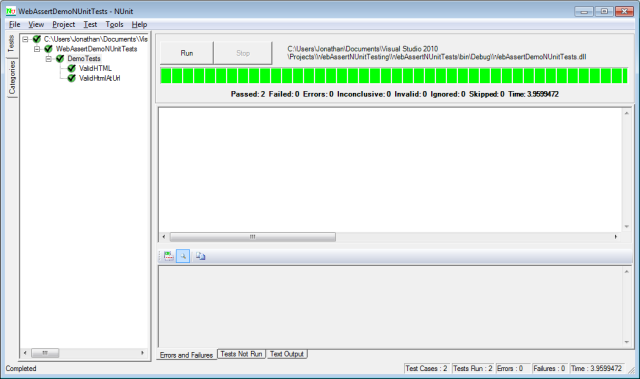 WebAssertDemoNUnitTests - NUnit
File View Project Test Tools Help
Tests
Categories
C:\Users\Jonathan\Documents\Vis
WebAssertDemoNUnitTests
DemoTests
ValidHTML
ValidHtmlAtUrl
Run
Stop
C:\Users\Jonathan\Documents\Visual Studio 2010
\Projects\WebAssertNUnitTesting\WebAssertNUnitTests\bin\Debug\WebAssertDemoNUnitTests.dll
Passed: 2 Failed: 0 Errors: 0 Inconclusive: 0 Invalid: 0 Ignored: 0 Skipped: 0 Time: 3.9599472
Errors and Failures
Tests Not Run
Text Output
Completed
Test Cases : 2
Tests Run : 2
Errors : 0
Failures : 0
Time : 3.9599472